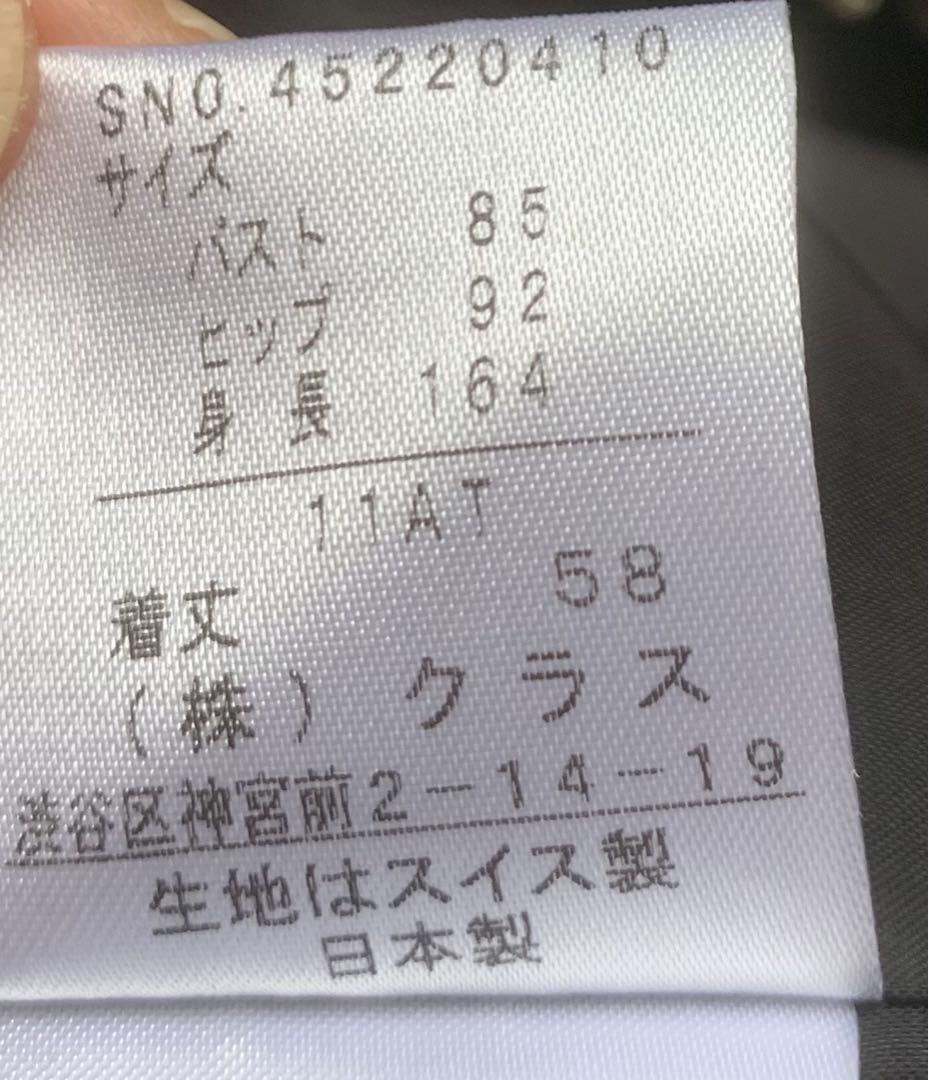 SNO.45220410
サイズ
バスト 85
ヒップ 92
身長 164
11AT
着丈 58
(株)クラス
渋谷区神宮前2-14-19
生地はスイス製
日本製